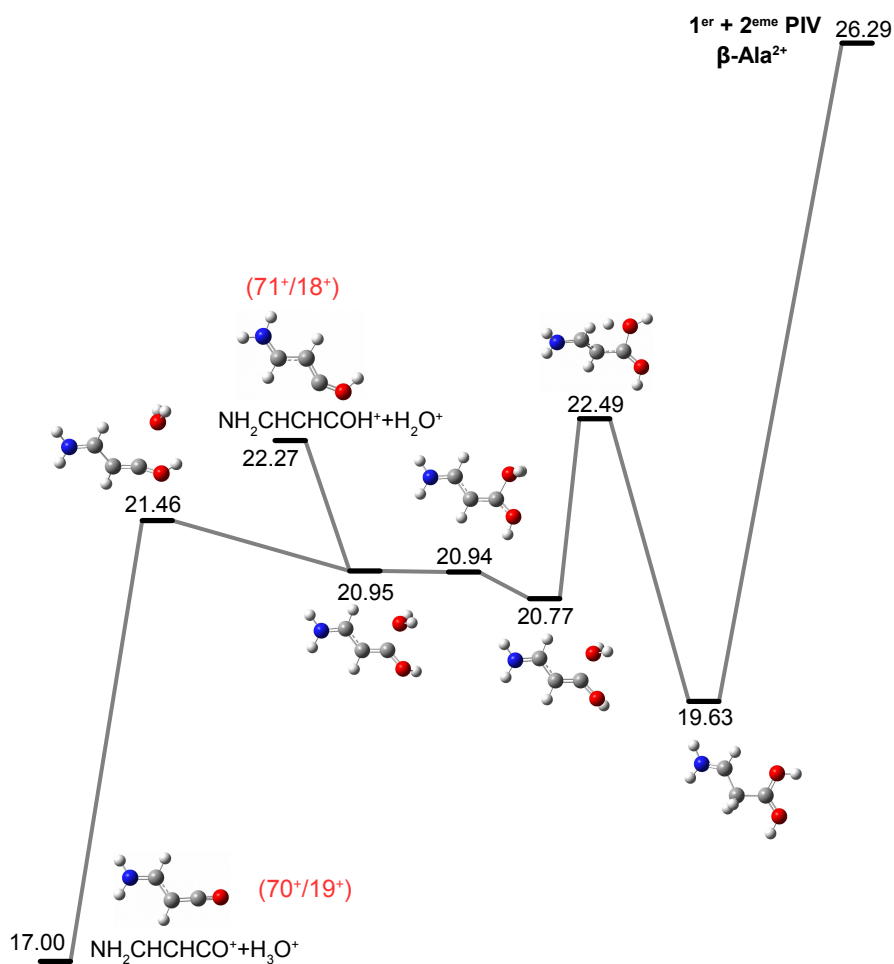 1ᵉʳ + 2ᵉᵐᵉ PIV 26.29
β-Ala²⁺
(71⁺/18⁺)
22.49
NH₂CHCHCOH⁺+H₂O⁺
22.27
21.46
20.94
20.95
20.77
19.63
(70⁺/19⁺)
17.00
NH₂CHCHCO⁺+H₃O⁺